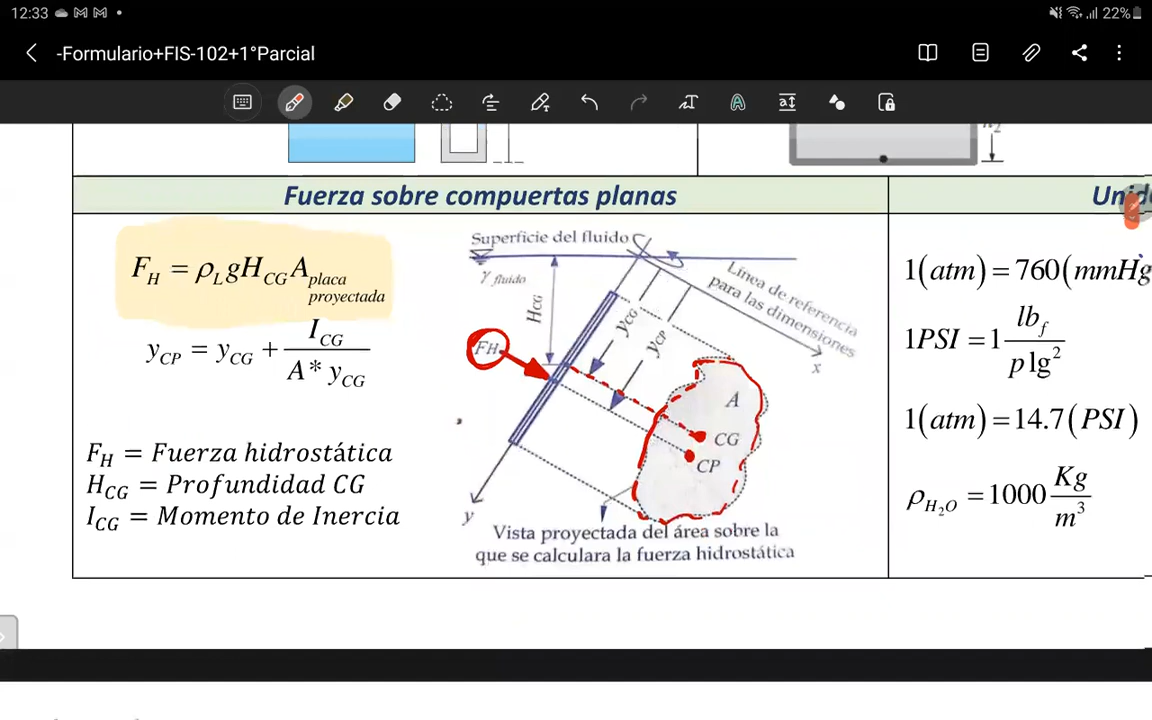 12:33
22%
-Formulario+FIS-102+1°Parcial
Fuerza sobre compuertas planas
F_H = ρ_L g H_CG A_placa proyectada
y_CP = y_CG + I_CG / A * y_CG
F_H = Fuerza hidrostática
H_CG = Profundidad CG
I_CG = Momento de Inercia
Superficie del fluido
γ fluido
H_CG
FH
y_CG
y_CP
Línea de referencia
para las dimensiones
x
A
CG
CP
y
Vista proyectada del área sobre la
que se calculara la fuerza hidrostática
1(atm) = 760(mmHg
1PSI = 1 lb_f / plg²
1(atm) = 14.7(PSI)
ρ_H₂O = 1000 Kg / m³